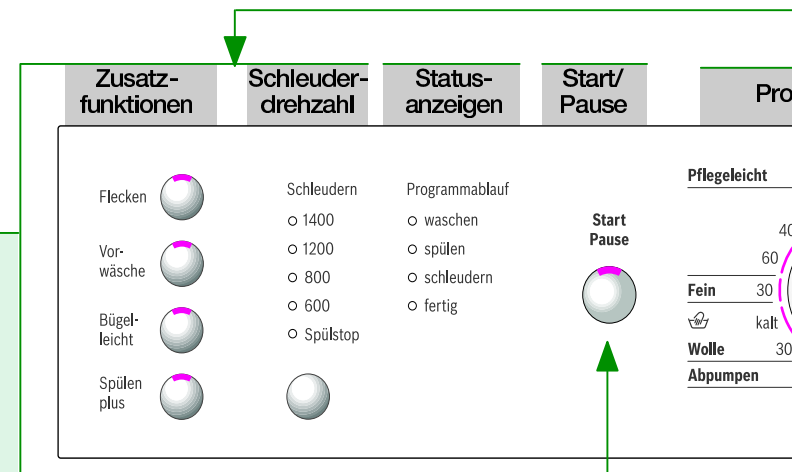 Zusatz-
funktionen
Schleuder-
drehzahl
Status-
anzeigen
Start/
Pause
Pro
Flecken
Vor-
wäsche
Bügel-
leicht
Spülen
plus
Schleudern
1400
1200
800
600
Spülstop
Programmablauf
waschen
spülen
schleudern
fertig
Start
Pause
Pflegeleicht
40
60
Fein 30
kalt
Wolle 30
Abpumpen